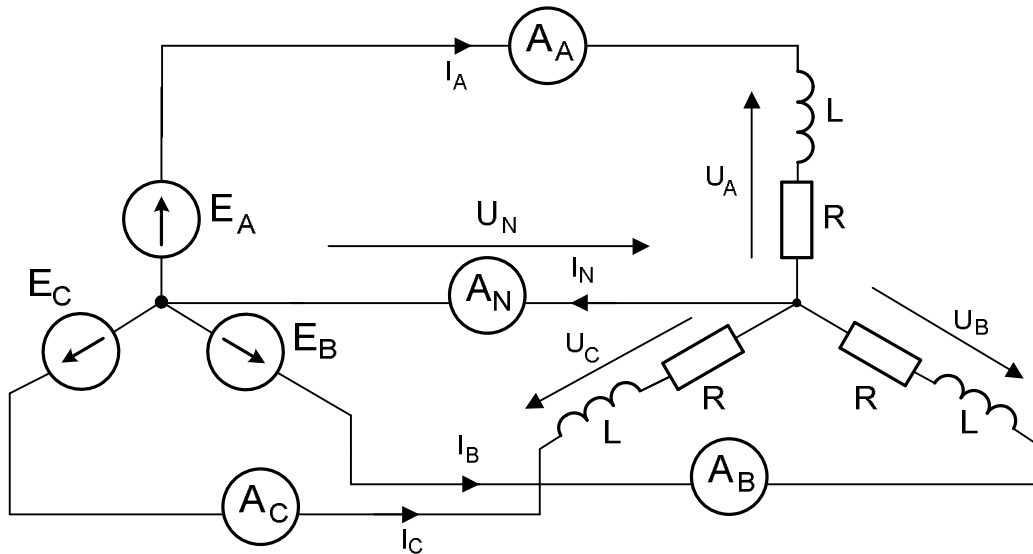 A_A
I_A
L
U_A
R
E_A
U_N
I_N
A_N
E_C
E_B
U_C
U_B
R
R
L
L
I_B
A_B
A_C
I_C